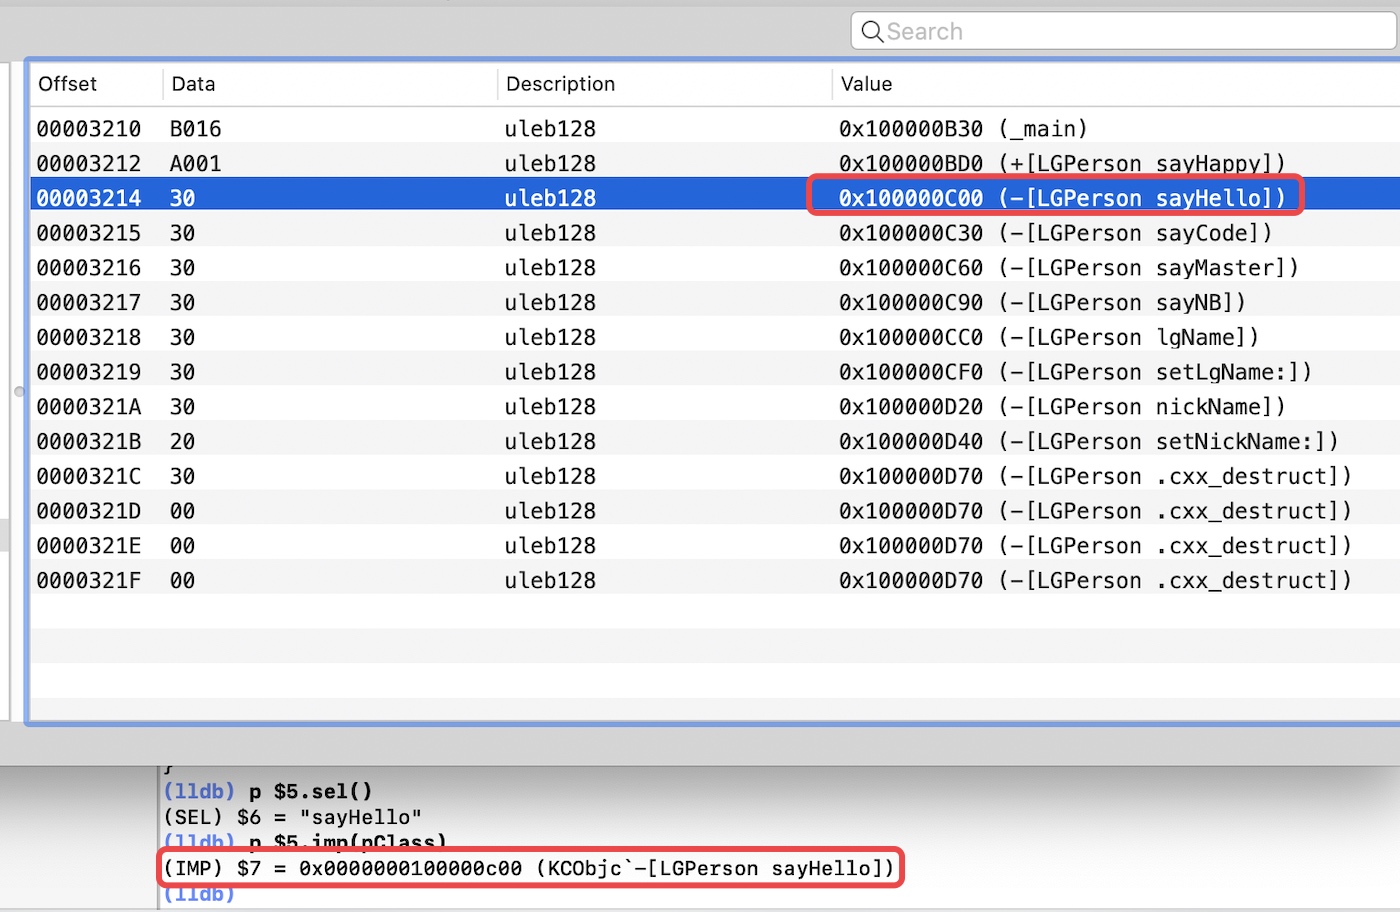 Search
Offset Data Description Value
00003210 B016 uleb128 0x100000B30 (_main)
00003212 A001 uleb128 0x100000BD0 (+[LGPerson sayHappy])
00003214 30 uleb128 0x100000C00 (-[LGPerson sayHello])
00003215 30 uleb128 0x100000C30 (-[LGPerson sayCode])
00003216 30 uleb128 0x100000C60 (-[LGPerson sayMaster])
00003217 30 uleb128 0x100000C90 (-[LGPerson sayNB])
00003218 30 uleb128 0x100000CC0 (-[LGPerson lgName])
00003219 30 uleb128 0x100000CF0 (-[LGPerson setLgName:])
0000321A 30 uleb128 0x100000D20 (-[LGPerson nickName])
0000321B 20 uleb128 0x100000D40 (-[LGPerson setNickName:])
0000321C 30 uleb128 0x100000D70 (-[LGPerson .cxx_destruct])
0000321D 00 uleb128 0x100000D70 (-[LGPerson .cxx_destruct])
0000321E 00 uleb128 0x100000D70 (-[LGPerson .cxx_destruct])
0000321F 00 uleb128 0x100000D70 (-[LGPerson .cxx_destruct])
}
(lldb) p $5.sel()
(SEL) $6 = "sayHello"
(lldb) p $5.imp(pClass)
(IMP) $7 = 0x0000000100000c00 (KCObjc`-[LGPerson sayHello])
(lldb)